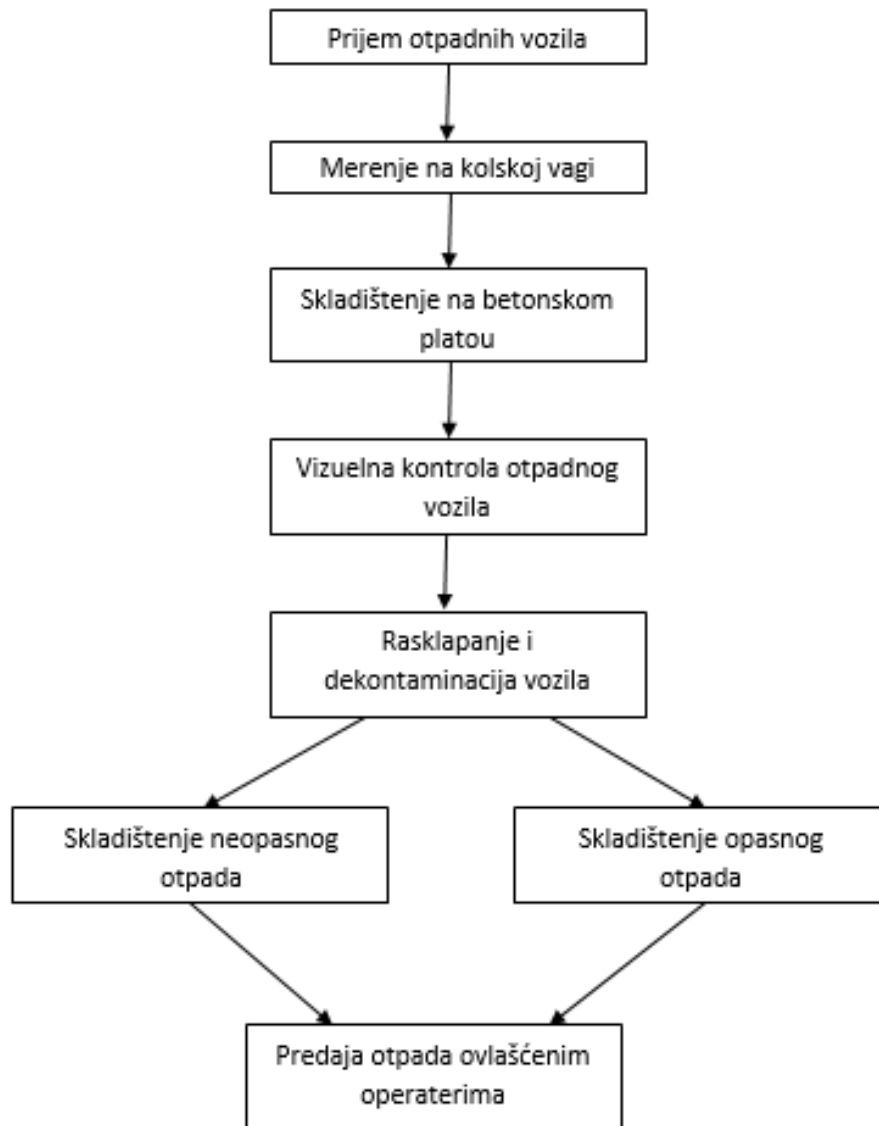 Prijem otpadnih vozila
Merenje na kolskoj vagi
Skladištenje na betonskom
platou
Vizuelna kontrola otpadnog
vozila
Rasklapanje i
dekontaminacija vozila
Skladištenje neopasnog
otpada
Skladištenje opasnog
otpada
Predaja otpada ovlašćenim
operaterima